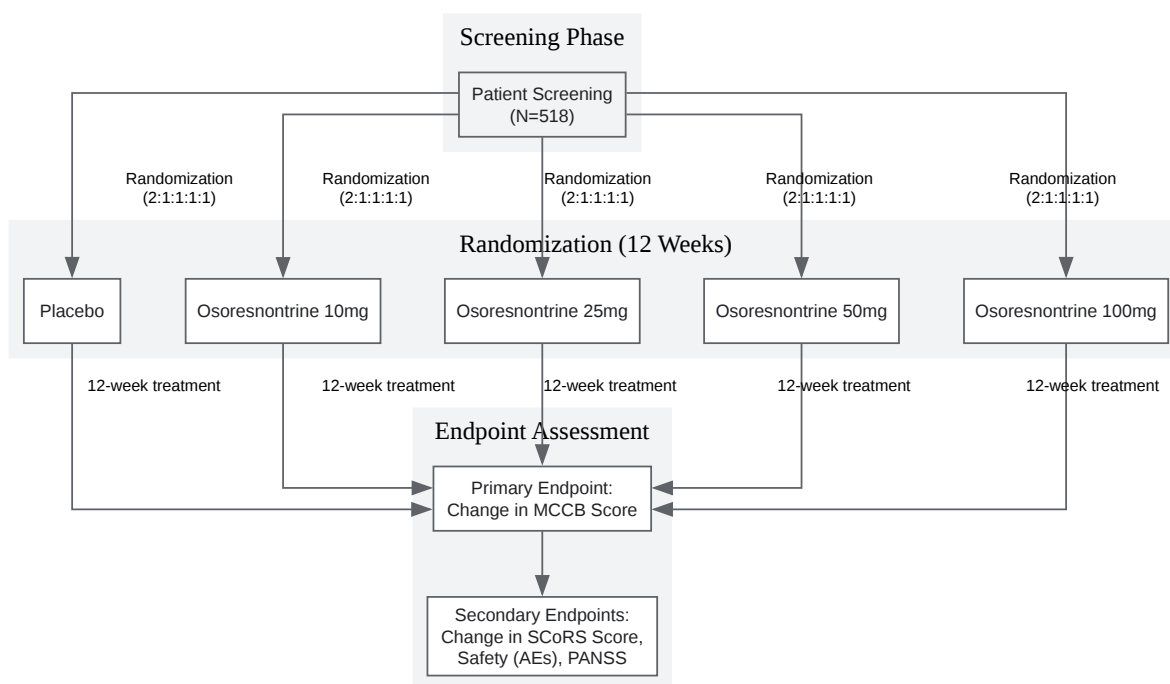 Screening Phase
Patient Screening
(N=518)
Randomization
(2:1:1:1:1)
Randomization
(2:1:1:1:1)
Randomization
(2:1:1:1:1)
Randomization
(2:1:1:1:1)
Randomization
(2:1:1:1:1)
Randomization (12 Weeks)
Placebo
Osoresnontrine 10mg
Osoresnontrine 25mg
Osoresnontrine 50mg
Osoresnontrine 100mg
12-week treatment
12-week treatment
12-week treatment
12-week treatment
12-week treatment
Endpoint Assessment
Primary Endpoint:
Change in MCCB Score
Secondary Endpoints:
Change in SCoRS Score,
Safety (AEs), PANSS